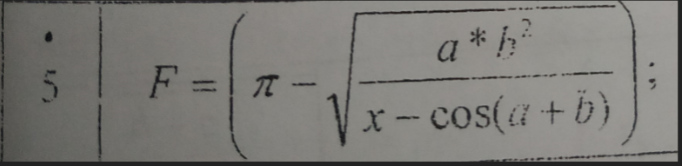 5 F = (π − √((a * b²)/(x − cos(a + b))));